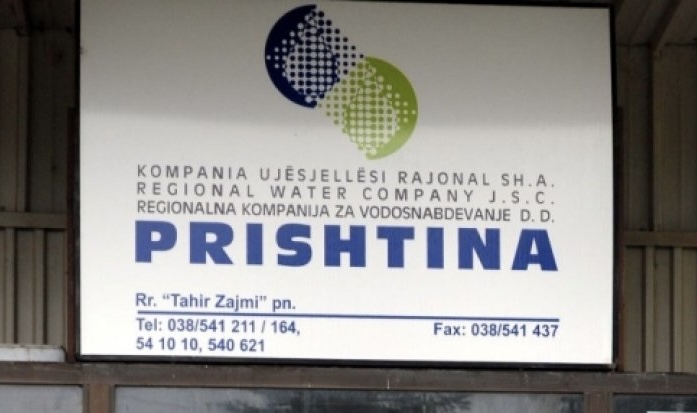 KOMPANIA UJËSJELLËSI RAJONAL SH.A.
REGIONAL WATER COMPANY J.S.C.
REGIONALNA KOMPANIJA ZA VODOSNABDEVANJE D. D.
PRISHTINA
Rr. “Tahir Zajmi” pn.
Tel: 038/541 211 / 164, Fax: 038/541 437
54 10 10, 540 621